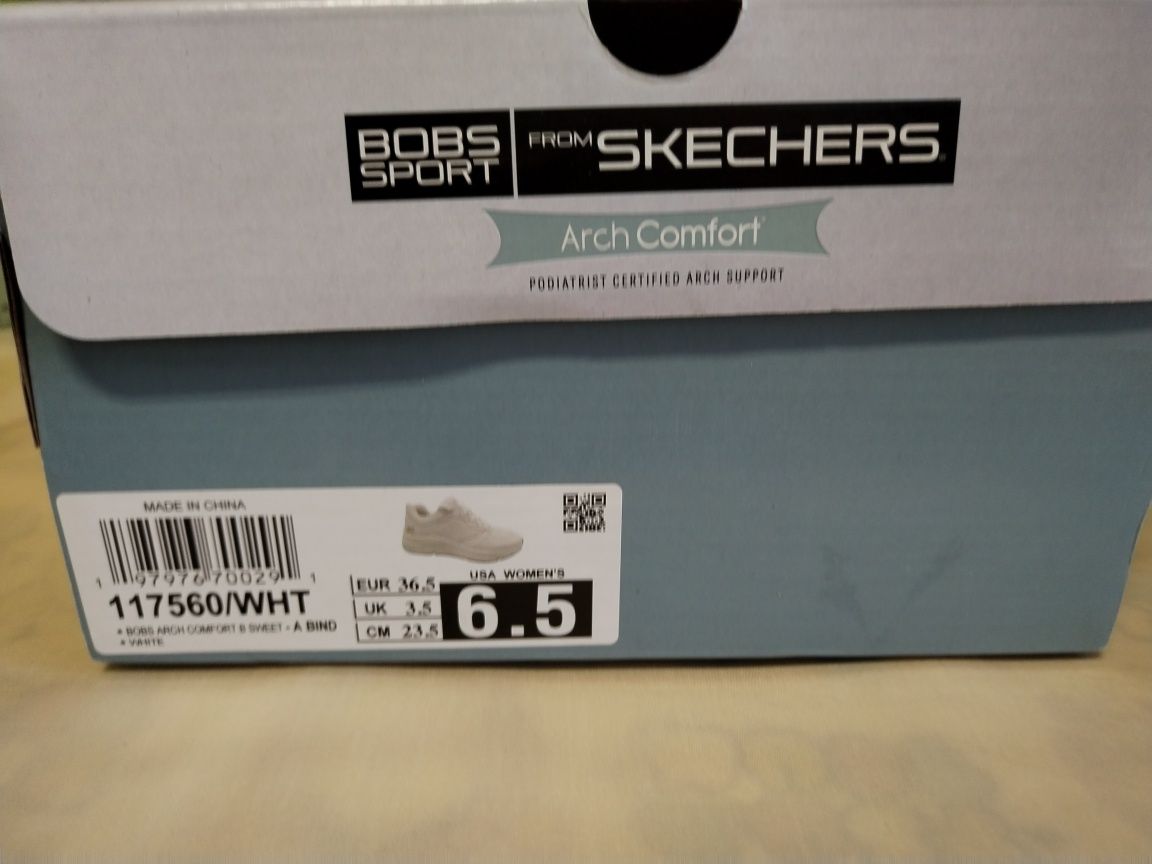 BOBS SPORT FROM SKECHERS
Arch Comfort
PODIATRIST CERTIFIED ARCH SUPPORT
MADE IN CHINA
1 97976 70029 1
117560/WHT
* BOBS ARCH COMFORT B SWEET - A BIND
* WHITE
EUR 36.5
UK 3.5
CM 23.5
USA WOMEN'S
6.5